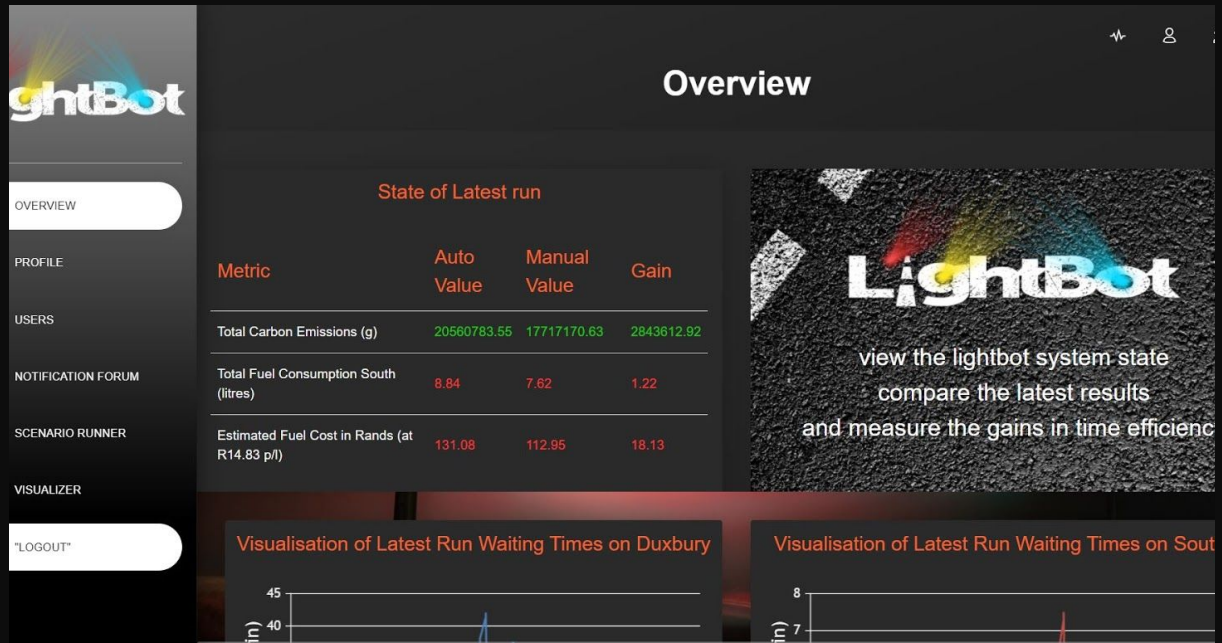 ghtBot
OVERVIEW
PROFILE
USERS
NOTIFICATION FORUM
SCENARIO RUNNER
VISUALIZER
"LOGOUT"
Overview
State of Latest run
Metric Auto Value Manual Value Gain
Total Carbon Emissions (g) 20560783.55 17717170.63 2843612.92
Total Fuel Consumption South (litres) 8.84 7.62 1.22
Estimated Fuel Cost in Rands (at R14.83 p/l) 131.08 112.95 18.13
LightBot
view the lightbot system state
compare the latest results
and measure the gains in time efficienc
Visualisation of Latest Run Waiting Times on Duxbury
45
40
in)
Visualisation of Latest Run Waiting Times on Sout
8
7
in)